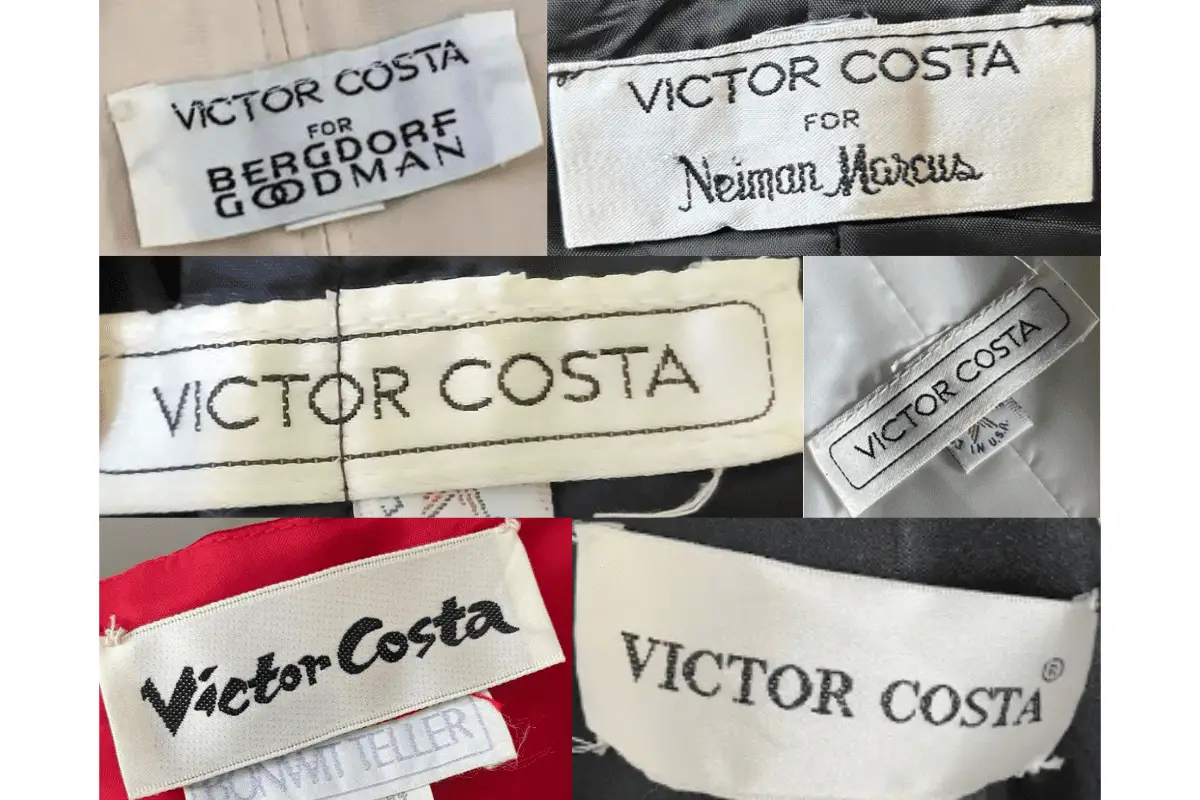 VICTOR COSTA
FOR
BERGDORF
GOODMAN
VICTOR COSTA
FOR
Neiman Marcus
VICTOR COSTA
VICTOR COSTA
IN U.S.A.
Victor Costa
BONWIT TELLER
VICTOR COSTA®